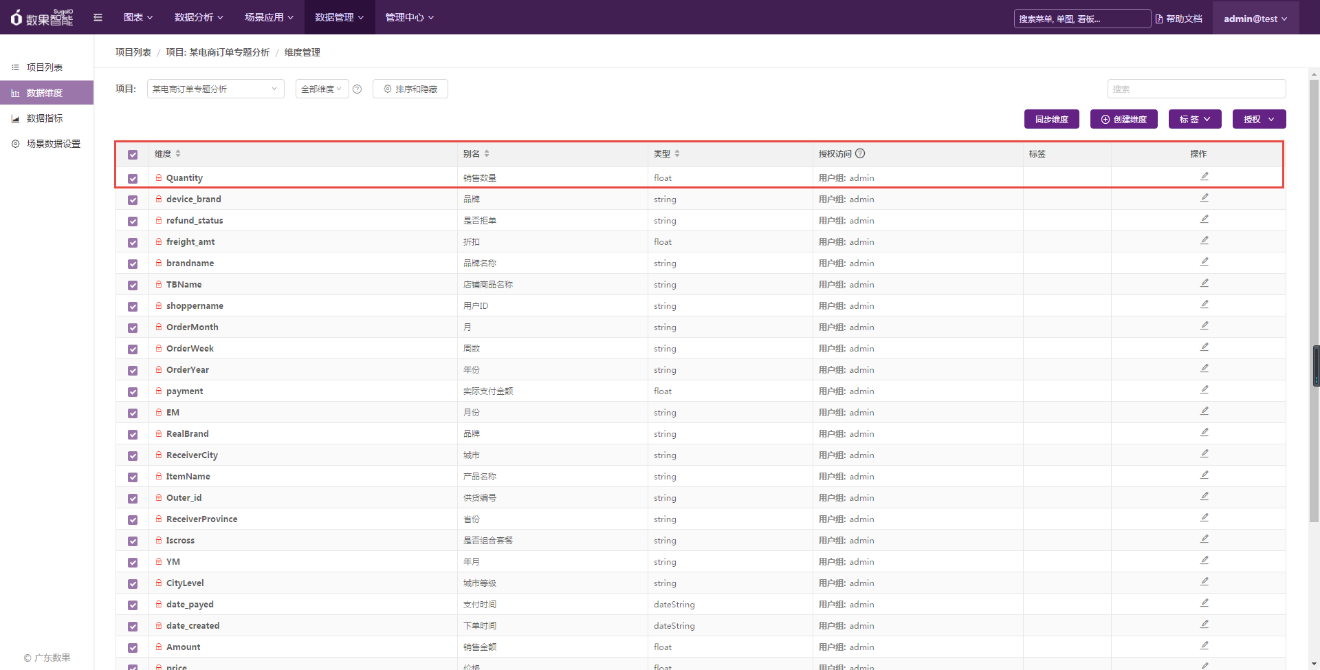 数果智能 SugoIO 图表 数据分析 场景应用 数据管理 管理中心 搜索菜单, 单图, 看板... 帮助文档 admin@test
项目列表 / 项目: 某电商订单专题分析 / 维度管理
项目列表
数据维度
数据指标
场景数据设置
项目: 某电商订单专题分析 全部维度 排序和隐藏 搜索
同步维度 创建维度 标 签 授权
维度 别名 类型 授权访问 标签 操作
Quantity 销售数量 float 用户组: admin
device_brand 品牌 string 用户组: admin
refund_status 是否拒单 string 用户组: admin
freight_amt 折扣 float 用户组: admin
brandname 品牌名称 string 用户组: admin
TBName 店铺商品名称 string 用户组: admin
shoppername 用户ID string 用户组: admin
OrderMonth 月 string 用户组: admin
OrderWeek 周数 string 用户组: admin
OrderYear 年份 string 用户组: admin
payment 实际支付金额 float 用户组: admin
EM 月份 string 用户组: admin
RealBrand 品牌 string 用户组: admin
ReceiverCity 城市 string 用户组: admin
ItemName 产品名称 string 用户组: admin
Outer_id 供货编号 string 用户组: admin
ReceiverProvince 省份 string 用户组: admin
Iscross 是否组合套餐 string 用户组: admin
YM 年月 string 用户组: admin
CityLevel 城市等级 string 用户组: admin
date_payed 支付时间 dateString 用户组: admin
date_created 下单时间 dateString 用户组: admin
Amount 销售金额 float 用户组: admin
price 价格 float 用户组: admin
© 广东数果